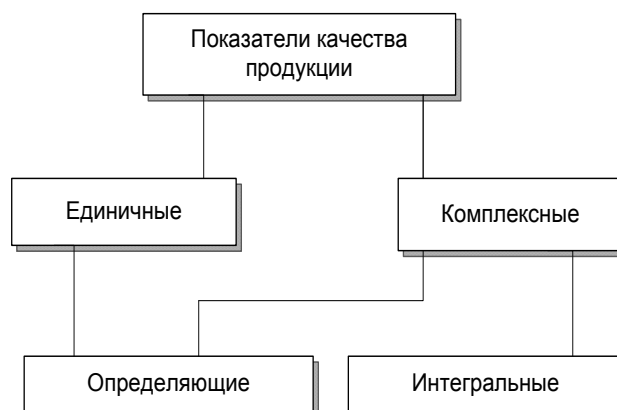 Показатели качества
продукции
Единичные
Комплексные
Определяющие
Интегральные